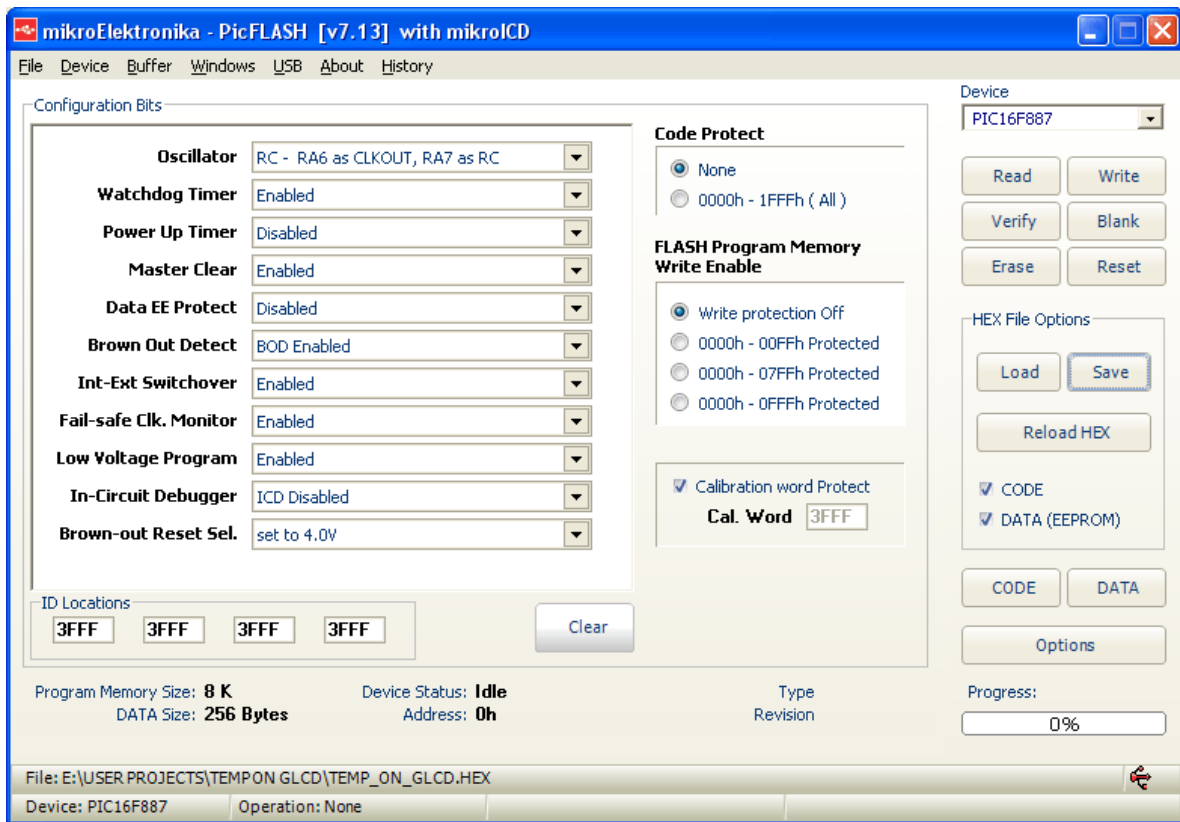 mikroElektronika - PicFLASH [v7.13] with mikroICD
File Device Buffer Windows USB About History
Configuration Bits
Oscillator RC - RA6 as CLKOUT, RA7 as RC
Watchdog Timer Enabled
Power Up Timer Disabled
Master Clear Enabled
Data EE Protect Disabled
Brown Out Detect BOD Enabled
Int-Ext Switchover Enabled
Fail-safe Clk. Monitor Enabled
Low Voltage Program Enabled
In-Circuit Debugger ICD Disabled
Brown-out Reset Sel. set to 4.0V
ID Locations
3FFF 3FFF 3FFF 3FFF
Clear
Code Protect
None
0000h - 1FFFh ( All )
FLASH Program Memory
Write Enable
Write protection Off
0000h - 00FFh Protected
0000h - 07FFh Protected
0000h - 0FFFh Protected
Calibration word Protect
Cal. Word 3FFF
Device
PIC16F887
Read Write
Verify Blank
Erase Reset
HEX File Options
Load Save
Reload HEX
CODE
DATA (EEPROM)
CODE DATA
Options
Program Memory Size: 8 K Device Status: Idle Type
DATA Size: 256 Bytes Address: 0h Revision
Progress:
0%
File: E:\USER PROJECTS\TEMPON GLCD\TEMP_ON_GLCD.HEX
Device: PIC16F887 Operation: None